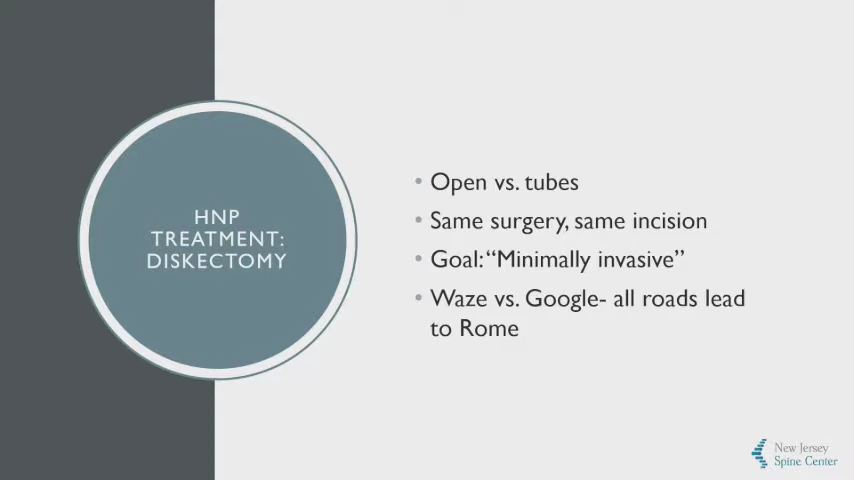 HNP
TREATMENT:
DISKECTOMY
• Open vs. tubes
• Same surgery, same incision
• Goal: “Minimally invasive”
• Waze vs. Google- all roads lead
to Rome
New Jersey
Spine Center